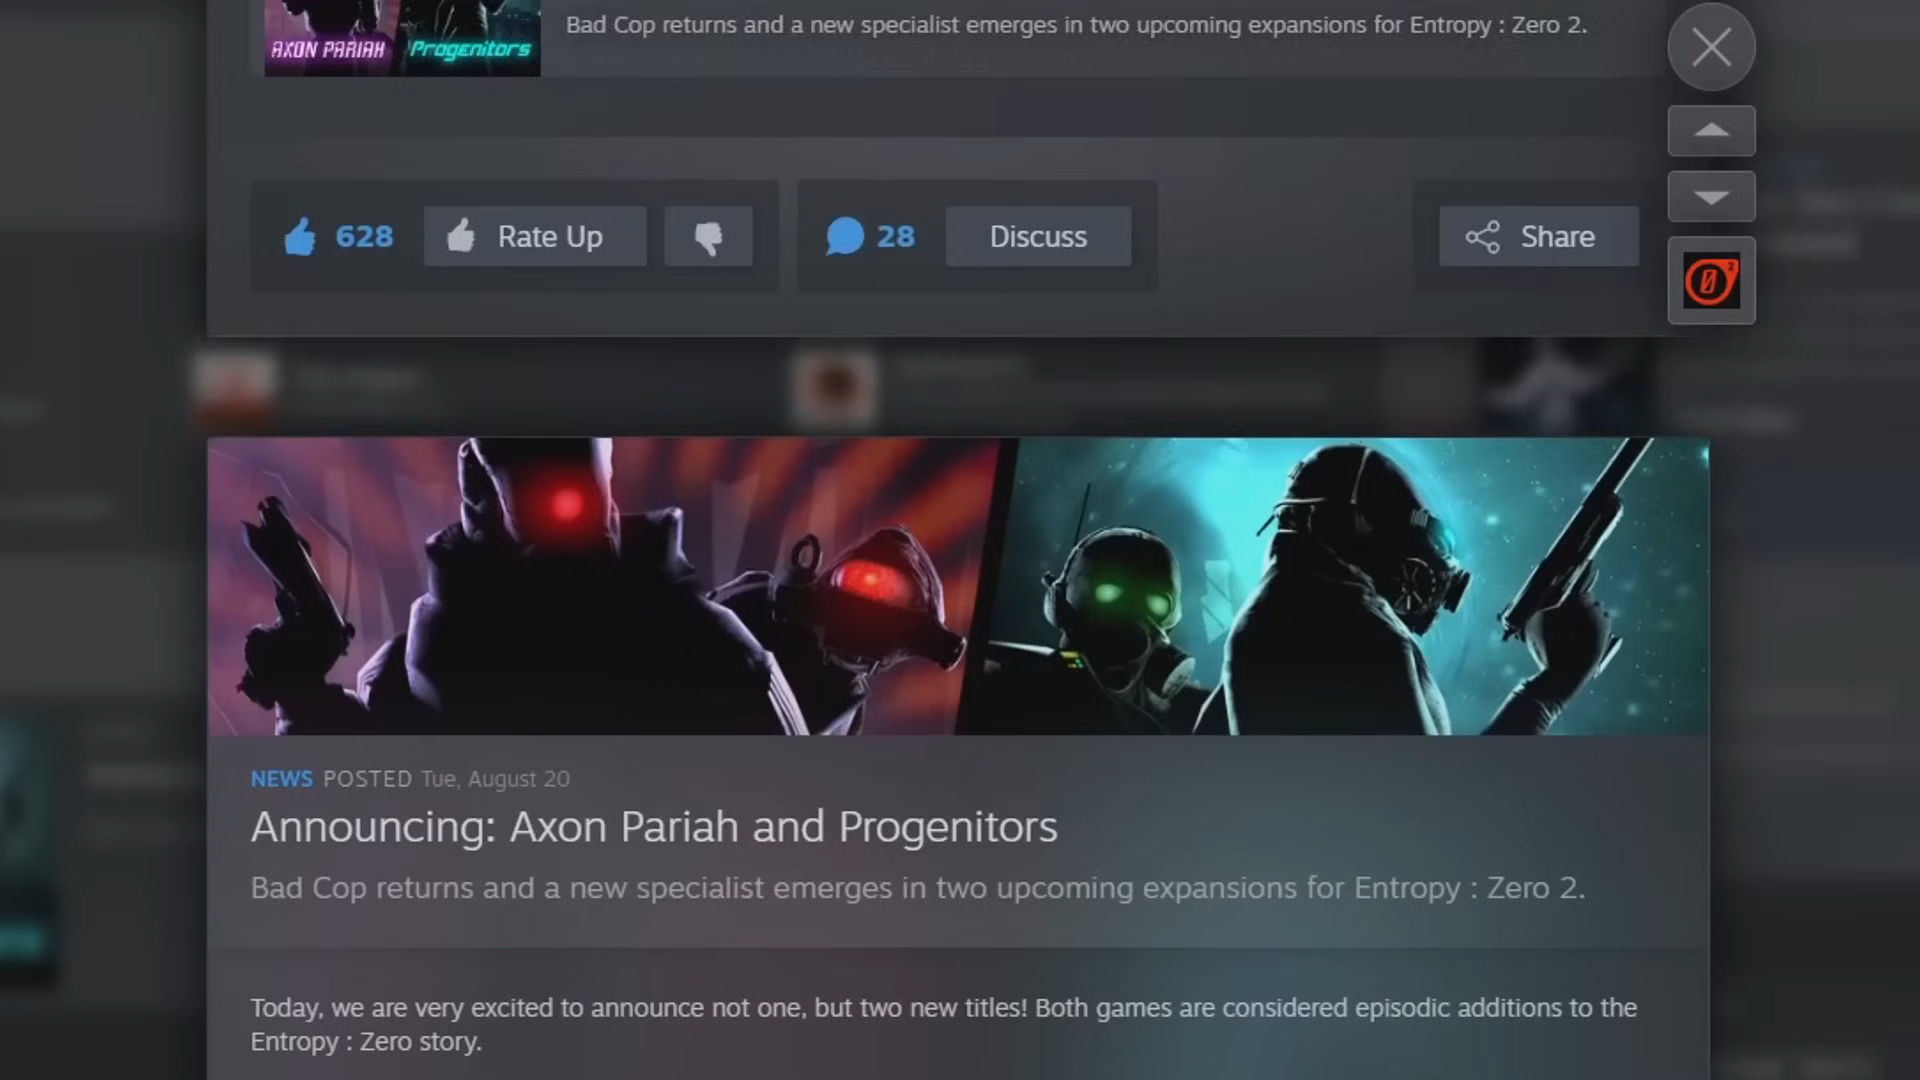 AXON PARIAH Progenitors
Bad Cop returns and a new specialist emerges in two upcoming expansions for Entropy : Zero 2.
628 Rate Up 28 Discuss Share
NEWS POSTED Tue, August 20
Announcing: Axon Pariah and Progenitors
Bad Cop returns and a new specialist emerges in two upcoming expansions for Entropy : Zero 2.
Today, we are very excited to announce not one, but two new titles! Both games are considered episodic additions to the
Entropy : Zero story.